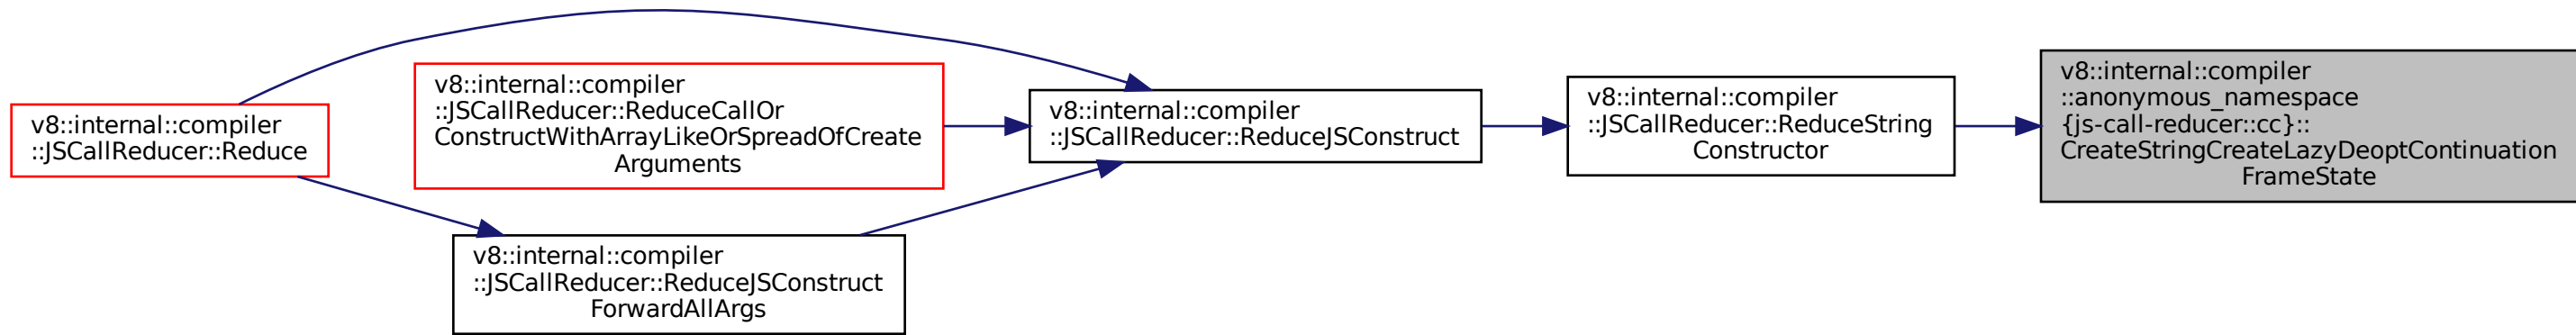 v8::internal::compiler
::JSCallReducer::Reduce
v8::internal::compiler
::JSCallReducer::ReduceCallOr
ConstructWithArrayLikeOrSpreadOfCreate
Arguments
v8::internal::compiler
::JSCallReducer::ReduceJSConstruct
ForwardAllArgs
v8::internal::compiler
::JSCallReducer::ReduceJSConstruct
v8::internal::compiler
::JSCallReducer::ReduceString
Constructor
v8::internal::compiler
::anonymous_namespace
{js-call-reducer::cc}::
CreateStringCreateLazyDeoptContinuation
FrameState